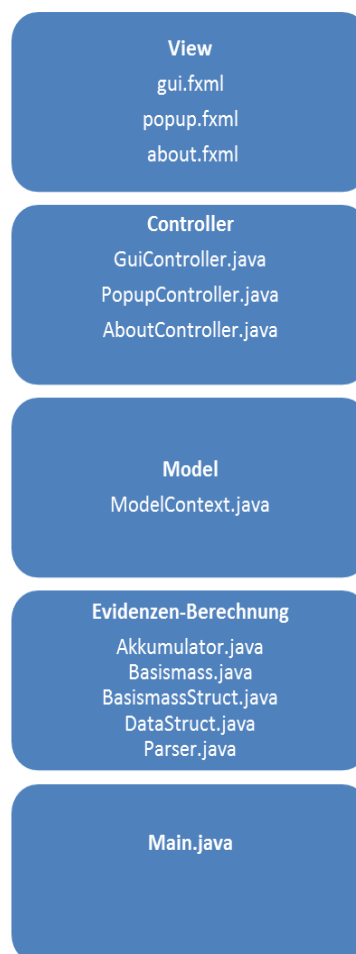 View
gui.fxml
popup.fxml
about.fxml
Controller
GuiController.java
PopupController.java
AboutController.java
Model
ModelContext.java
Evidenzen-Berechnung
Akkumulator.java
Basismass.java
BasismassStruct.java
DataStruct.java
Parser.java
Main.java